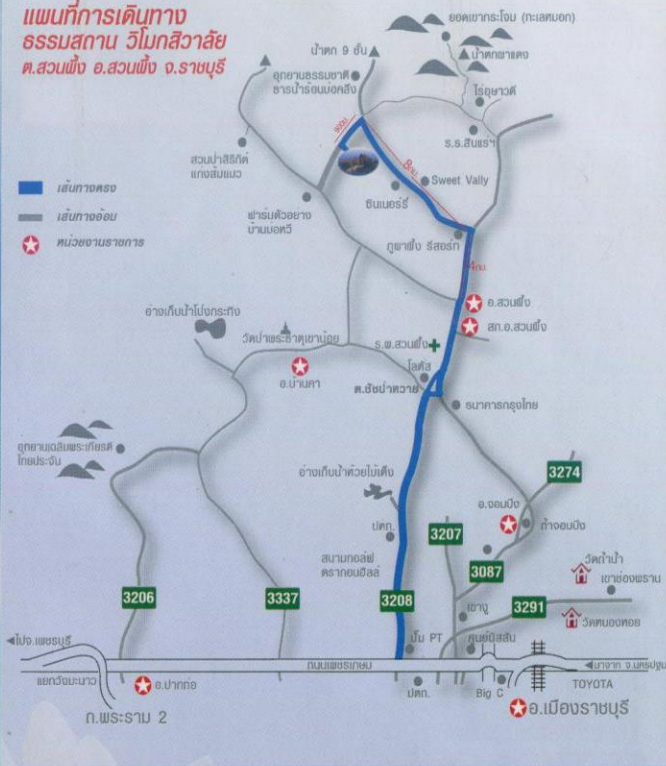 แผนที่การเดินทาง
ธรรมสถาน วิโมกสิวาลัย
ต.สวนผึ้ง อ.สวนผึ้ง จ.ราชบุรี
ยอดเขากระโจม (ทะเลหมอก)
น้ำตก 9 ชั้น
น้ำตกผาแดง
อุทยานธรรมชาติ
ธารน้ำร้อนบ่อคลึง
ไร่อุษาวดี
900ม.
ร.ร.สินแร่ฯ
สวนป่าสิริกิต์
แก่งส้มแมว
8กม.
Sweet Vally
ซินเนอร์รี่
เส้นทางตรง
เส้นทางอ้อม
หน่วยงานราชการ
ฟาร์มตัวอย่าง
บ้านบ่อหวี
ภูผาผึ้ง รีสอร์ท
4กม.
อ.สวนผึ้ง
สภ.อ.สวนผึ้ง
อ่างเก็บน้ำโป่งกระทิง
วัดป่าพระธาตุเขาน้อย
ร.พ.สวนผึ้ง
โลตัส
อ.บ้านคา
ต.ชัฏป่าหวาย
ธนาคารกรุงไทย
อุทยานเฉลิมพระเกียรติ
ไทยประจัน
อ่างเก็บน้ำห้วยไม้เต็ง
3274
อ.จอมบึง
ถ้ำจอมบึง
ปตท.
3207
สนามกอล์ฟ
ดรากอนฮิลล์
3087
วัดถ้ำน้ำ
เขาช่องพราน
3206
3337
3208
3291
เขางู
วัดหนองหอย
ไปจ.เพชรบุรี
ปั้ม PT
ศูนย์มิสสัน
ถนนเพชรเกษม
มาจาก จ.นครปฐม
แยกวังมะนาว
อ.ปากท่อ
ปตท.
Big C
TOYOTA
ถ.พระราม 2
อ.เมืองราชบุรี